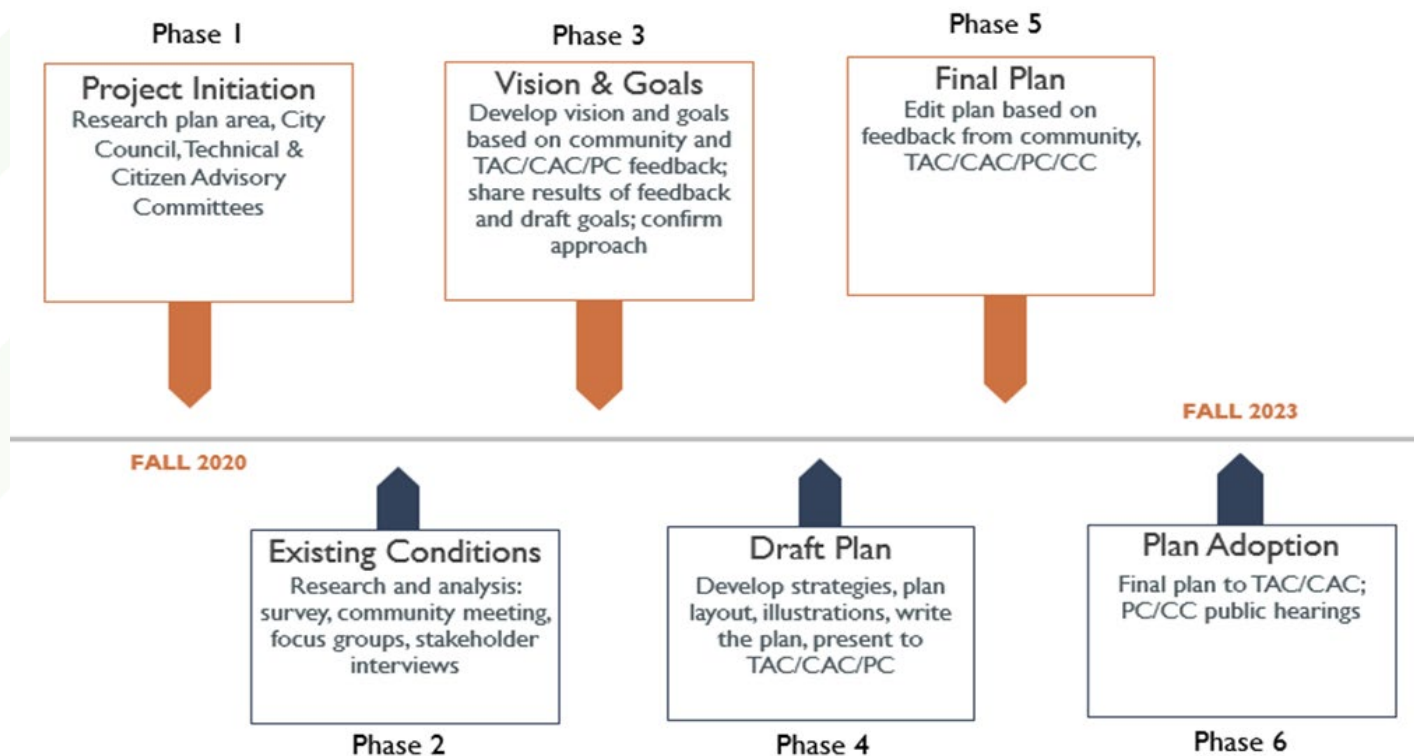 Phase 1
Project Initiation
Research plan area, City
Council, Technical &
Citizen Advisory
Committees
Phase 3
Vision & Goals
Develop vision and goals
based on community and
TAC/CAC/PC feedback;
share results of feedback
and draft goals; confirm
approach
Phase 5
Final Plan
Edit plan based on
feedback from community,
TAC/CAC/PC/CC
FALL 2023
FALL 2020
Existing Conditions
Research and analysis:
survey, community meeting,
focus groups, stakeholder
interviews
Phase 2
Draft Plan
Develop strategies, plan
layout, illustrations, write
the plan, present to
TAC/CAC/PC
Phase 4
Plan Adoption
Final plan to TAC/CAC;
PC/CC public hearings
Phase 6